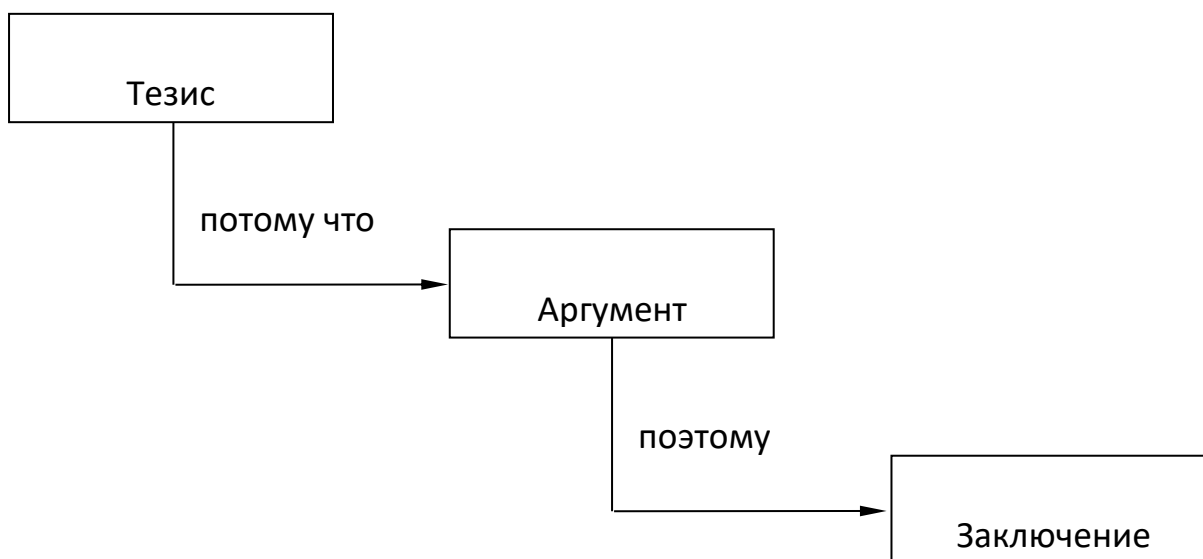 Тезис
потому что
Аргумент
поэтому
Заключение